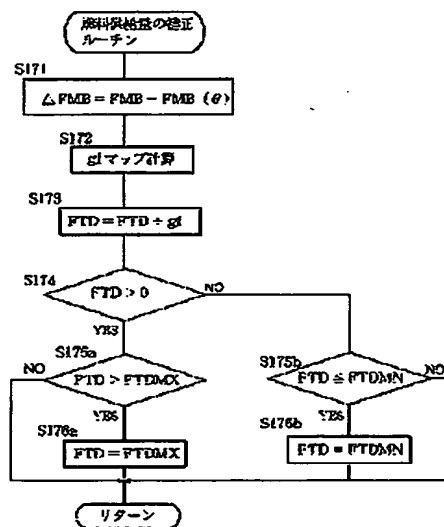 燃料供給量の補正
ルーチン
S171
△FMB = FMB - FMB (θ)
S172
gfマップ計算
S173
FTD = FTD + gf
S174
FTD > 0
NO
YES
S175a
NO
FTD > FTDMX
YES
S176a
FTD = FTDMX
S175b
NO
FTD ≦ FTDMN
YES
S176b
FTD = FTDMN
リターン